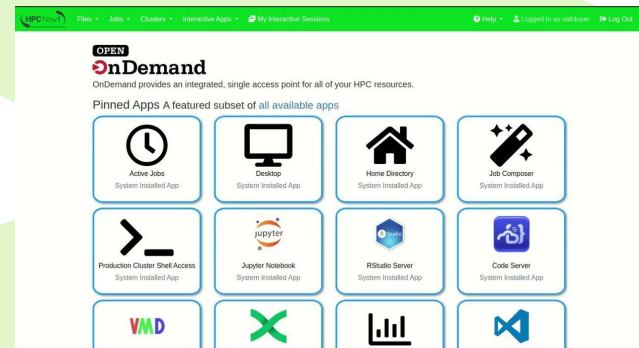 HPCNow!
Files Jobs Clusters Interactive Apps My Interactive Sessions Help Logged in as validuser Log Out
OPEN
OnDemand
OnDemand provides an integrated, single access point for all of your HPC resources.
Pinned Apps A featured subset of all available apps
Active Jobs Desktop Home Directory Job Composer
System Installed App System Installed App System Installed App System Installed App
jupyter R Studio
Production Cluster Shell Access Jupyter Notebook RStudio Server Code Server
System Installed App System Installed App System Installed App System Installed App
VMD